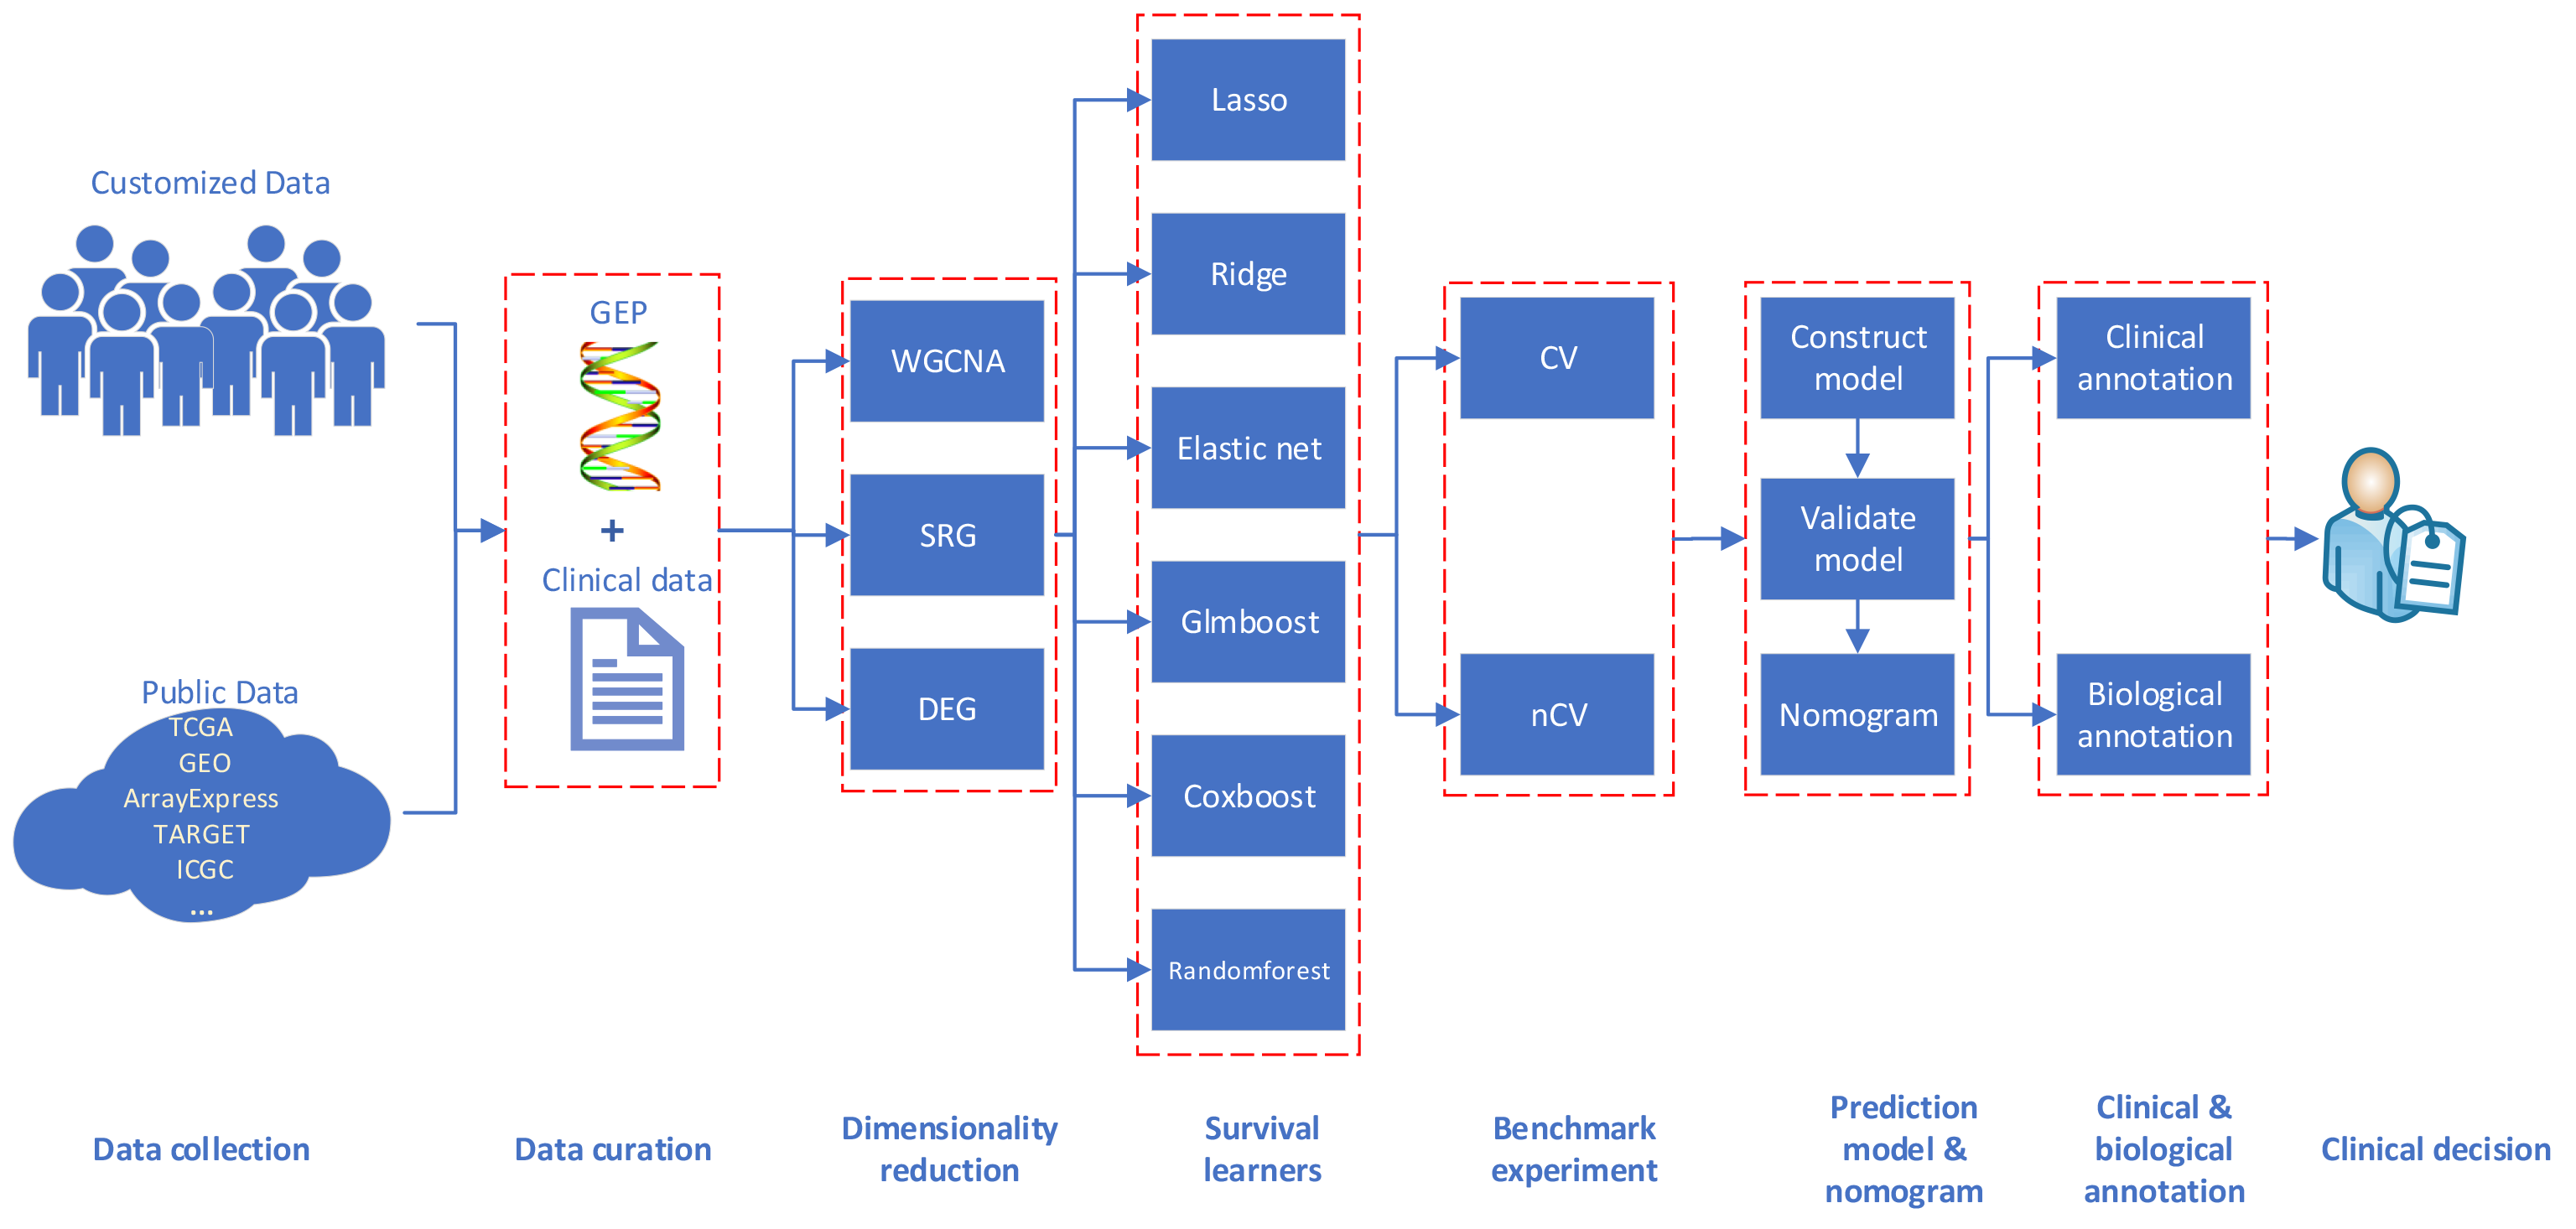 Customized Data
Public Data
TCGA
GEO
ArrayExpress
TARGET
ICGC
...
GEP
+
Clinical data
WGCNA
SRG
DEG
Lasso
Ridge
Elastic net
Glmboost
Coxboost
Randomforest
CV
nCV
Construct
model
Validate
model
Nomogram
Clinical
annotation
Biological
annotation
Data collection
Data curation
Dimensionality
reduction
Survival
learners
Benchmark
experiment
Prediction
model &
nomogram
Clinical &
biological
annotation
Clinical decision